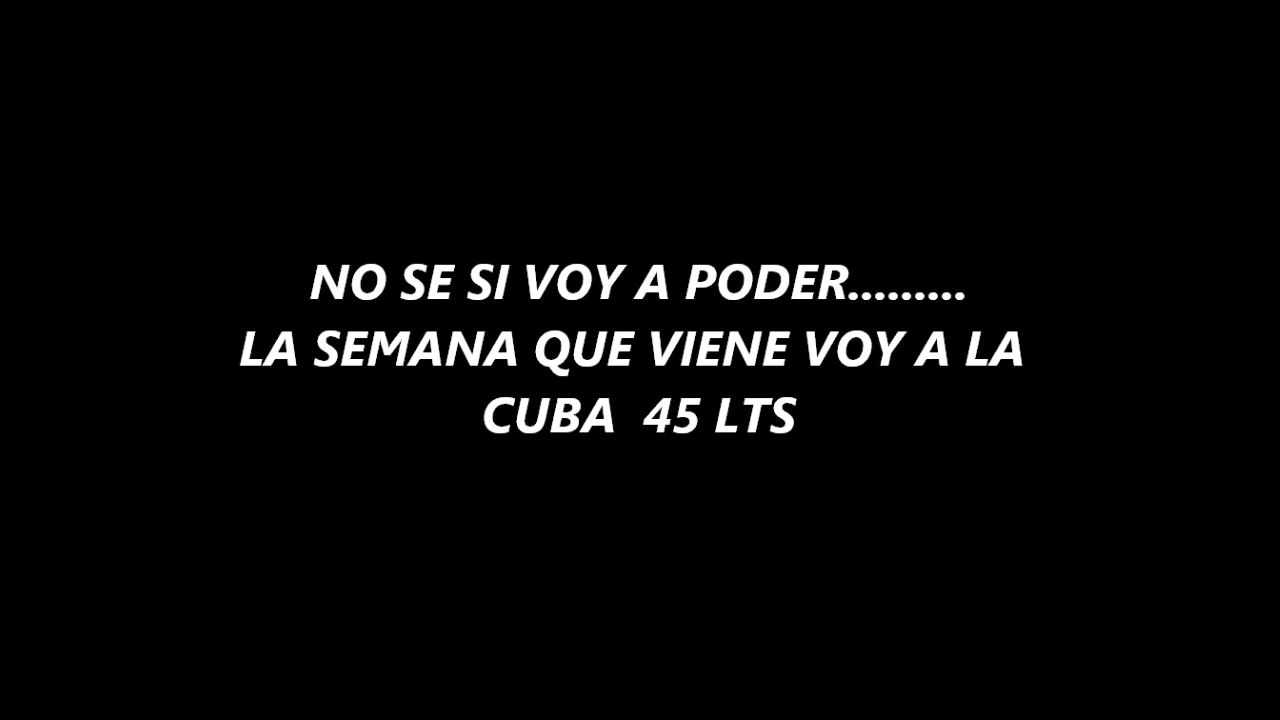 NO SE SI VOY A PODER.........
LA SEMANA QUE VIENE VOY A LA
CUBA  45 LTS